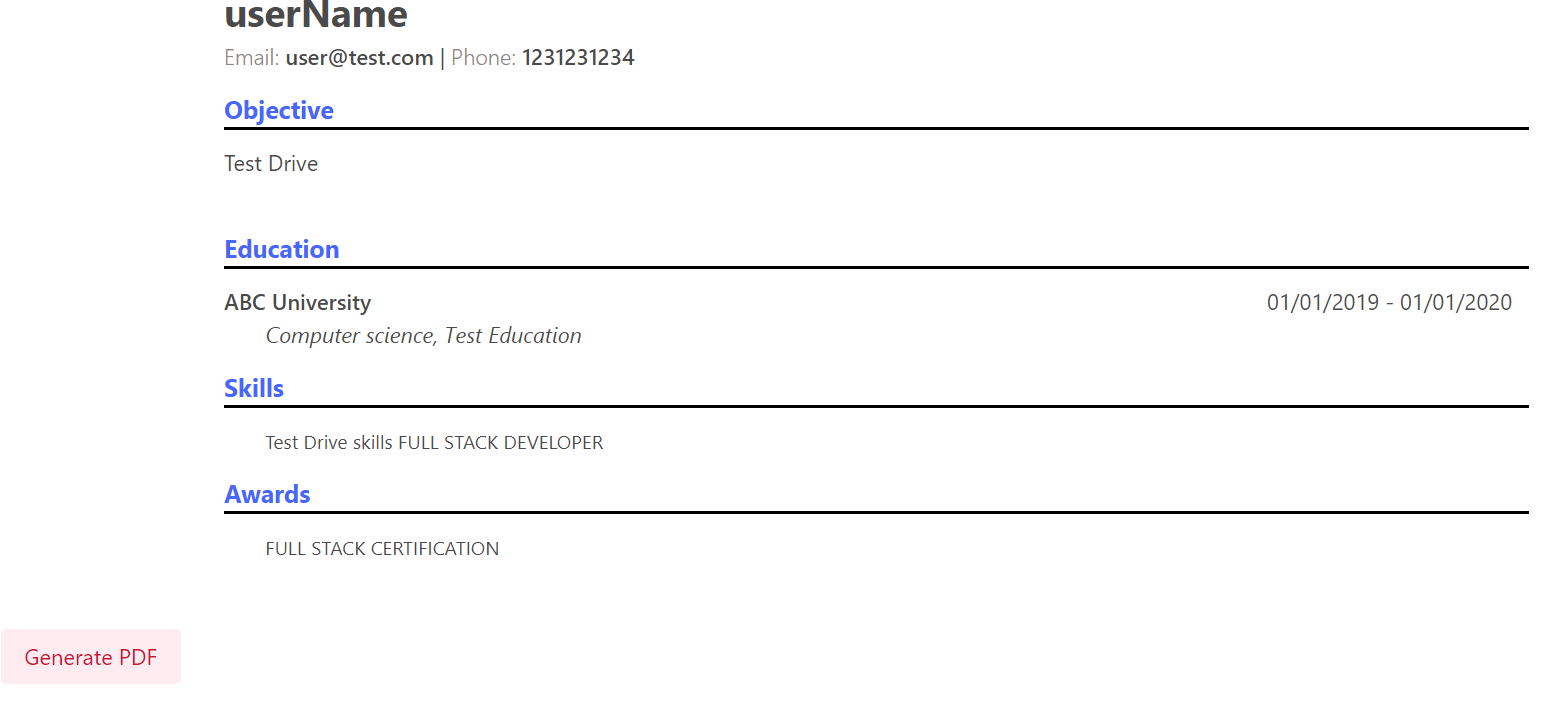 userName
Email: user@test.com | Phone: 1231231234
Objective
Test Drive
Education
ABC University 01/01/2019 - 01/01/2020
Computer science, Test Education
Skills
Test Drive skills FULL STACK DEVELOPER
Awards
FULL STACK CERTIFICATION
Generate PDF